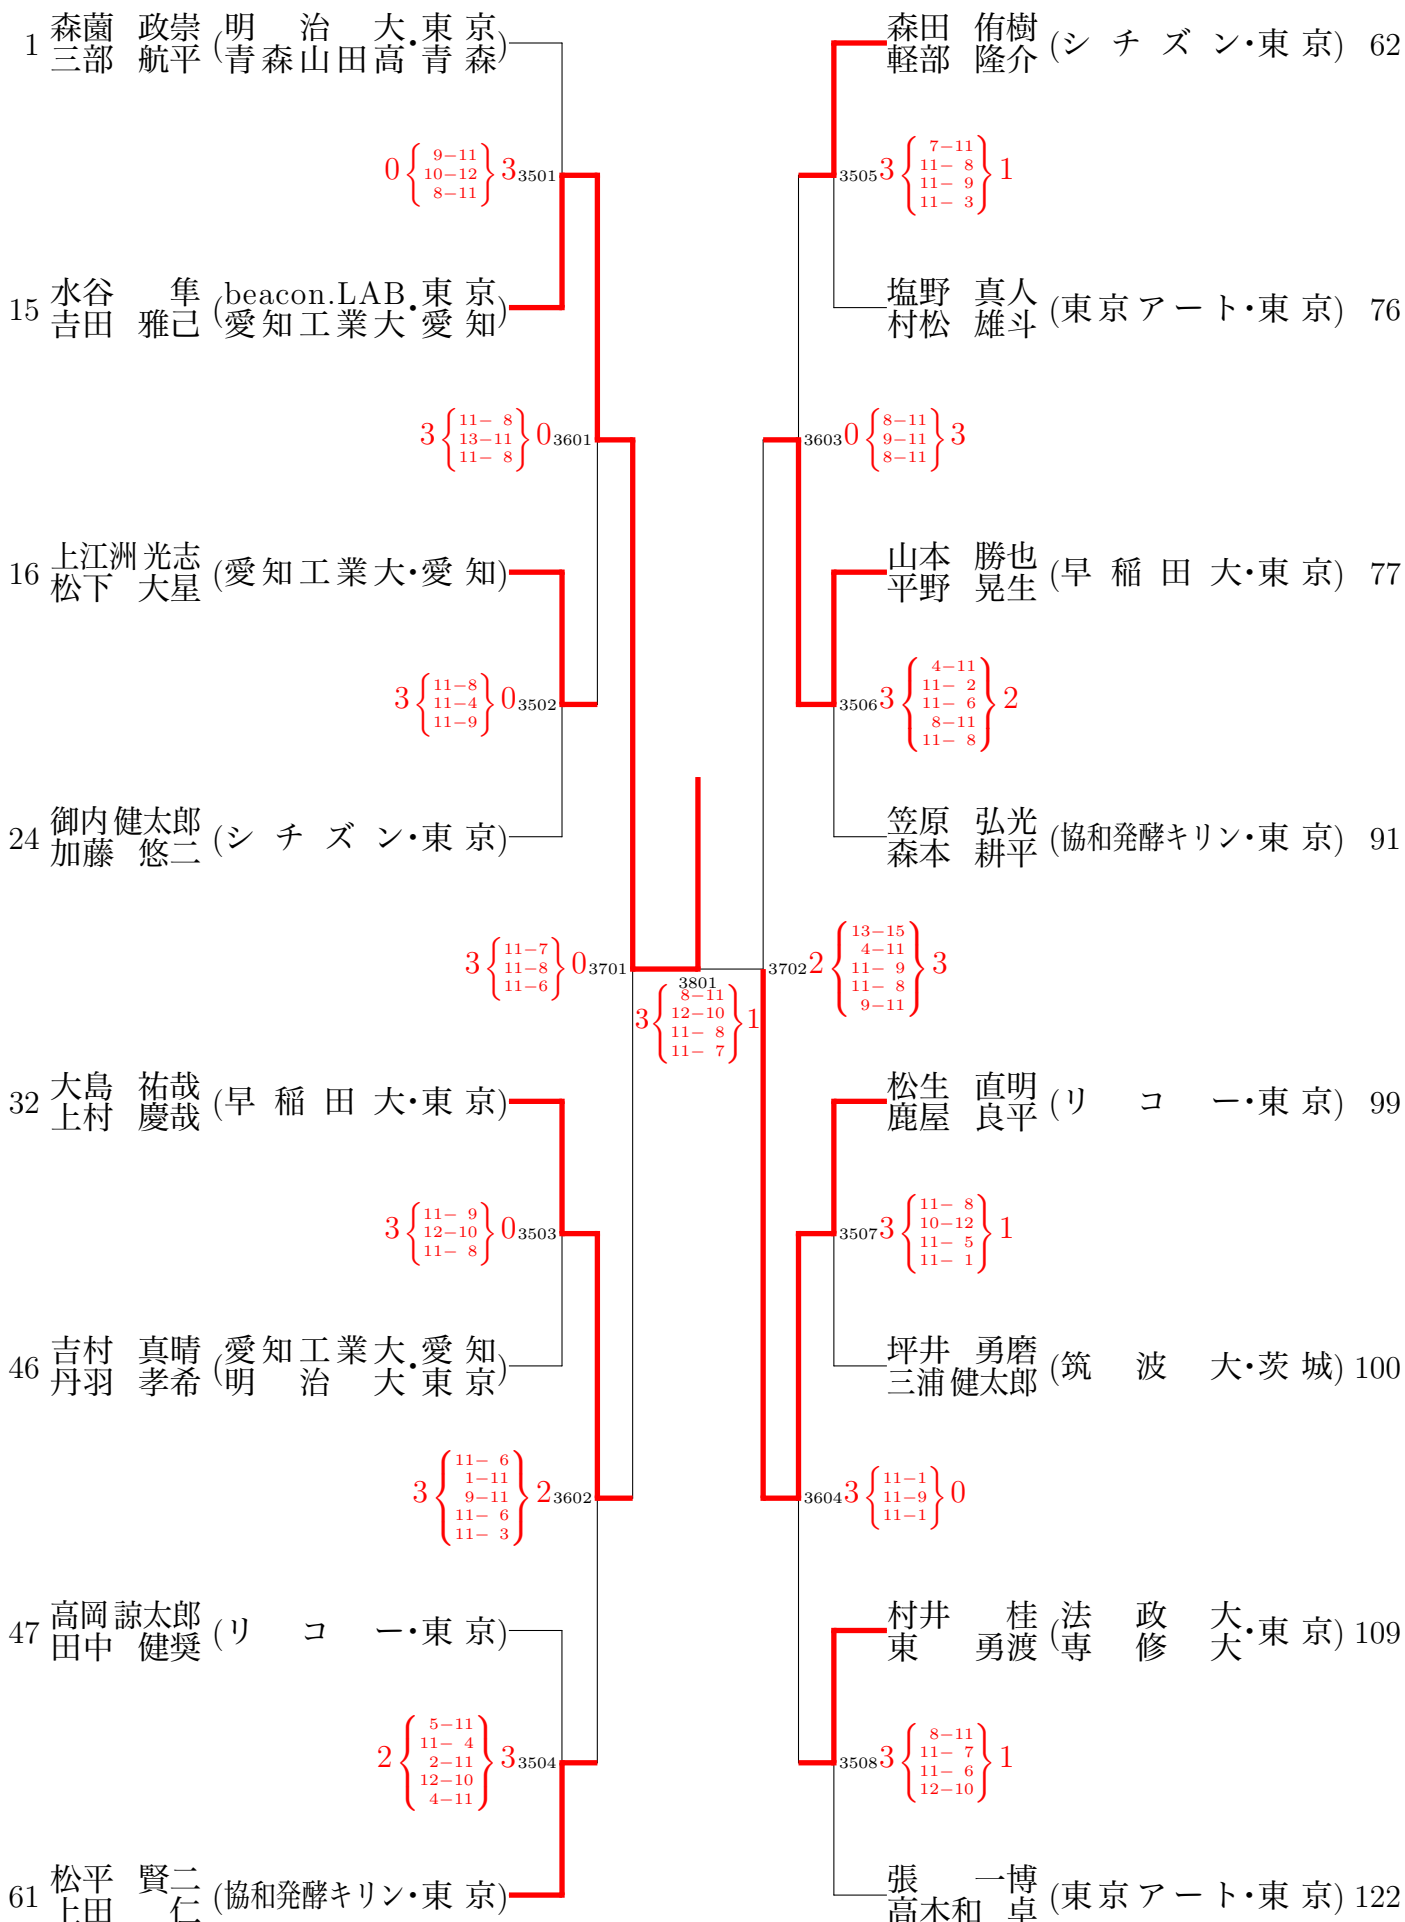 1 森薗 政崇 (明治大・東京)
三部 航平 (青森山田高・青森)
0 { 9-11 10-12 8-11 } 3 3501
15 水谷 隼 (beacon.LAB・東京)
吉田 雅己 (愛知工業大・愛知)
3 { 11-8 13-11 11-8 } 0 3601
16 上江洲 光志 (愛知工業大・愛知)
松下 大星
3 { 11-8 11-4 11-9 } 0 3502
24 御内 健太郎 (シチズン・東京)
加藤 悠二
3 { 11-7 11-8 11-6 } 0 3701
32 大島 祐哉 (早稲田大・東京)
上村 慶哉
3 { 11-9 12-10 11-8 } 0 3503
46 吉村 真晴 (愛知工業大・愛知)
丹羽 孝希 (明治大・東京)
3 { 11-6 1-11 9-11 11-6 11-3 } 2 3602
47 高岡 諒太郎 (リコー・東京)
田中 健奨
2 { 5-11 11-4 2-11 12-10 4-11 } 3 3504
61 松平 賢二 (協和発酵キリン・東京)
上田 仁
3801
3 { 8-11 12-10 11-8 11-7 } 1
森田 侑樹 (シチズン・東京) 62
軽部 隆介
3505 3 { 7-11 11-8 11-9 11-3 } 1
塩野 真人 (東京アート・東京) 76
村松 雄斗
3603 0 { 8-11 9-11 8-11 } 3
山本 勝也 (早稲田大・東京) 77
平野 晃生
3506 3 { 4-11 11-2 11-6 8-11 11-8 } 2
笠原 弘光 (協和発酵キリン・東京) 91
森本 耕平
3702 2 { 13-15 4-11 11-9 11-8 9-11 } 3
松生 直明 (リコー・東京) 99
鹿屋 良平
3507 3 { 11-8 10-12 11-5 11-1 } 1
坪井 勇磨 (筑波大・茨城) 100
三浦 健太郎
3604 3 { 11-1 11-9 11-1 } 0
村井 桂 (法政大・東京) 109
東 勇渡 (専修大・東京)
3508 3 { 8-11 11-7 11-6 12-10 } 1
張 一博 (東京アート・東京) 122
高木和 卓